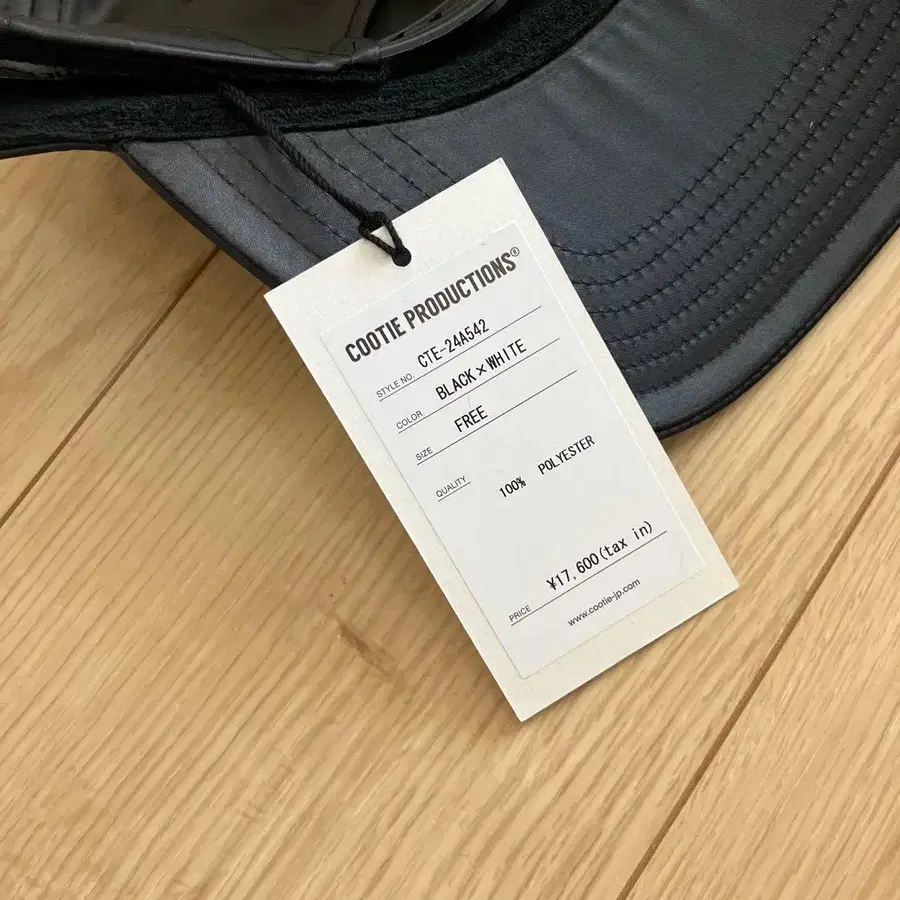 COOTIE PRODUCTIONS®
STYLE NO. CTE-24A542
COLOR BLACK×WHITE
SIZE FREE
QUALITY 100% POLYESTER
PRICE ¥17,600(tax in)
www.cootie-jp.com